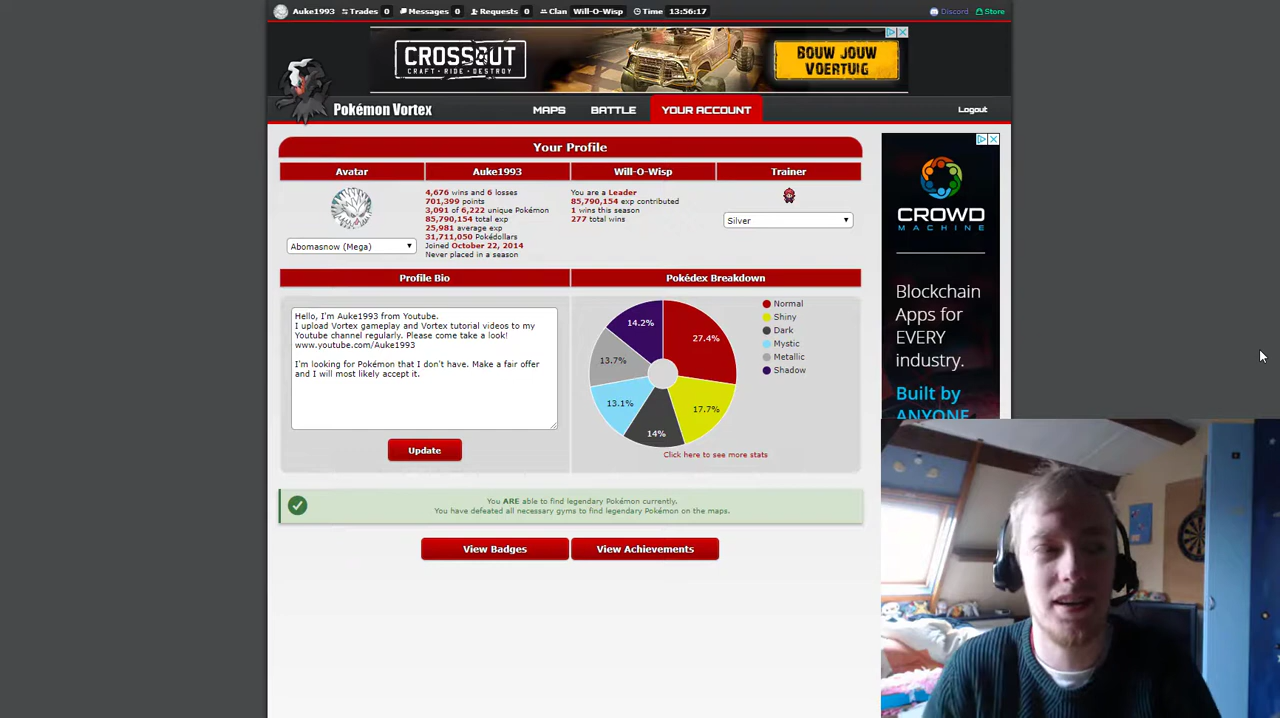 Auke1993 Trades 0 Messages 0 Requests 0 Clan Will-O-Wisp Time 13:56:17 Discord Store
CROSSOUT
CRAFT · RIDE · DESTROY
BOUW JOUW
VOERTUIG
Pokémon Vortex MAPS BATTLE YOUR ACCOUNT Logout
Your Profile
Avatar Auke1993 Will-O-Wisp Trainer
4,676 wins and 6 losses
701,399 points
3,091 of 6,222 unique Pokémon
85,790,154 total exp
25,981 average exp
31,711,050 Pokédollars
Joined October 22, 2014
Never placed in a season
You are a Leader
85,790,154 exp contributed
1 wins this season
277 total wins
Silver
Abomasnow (Mega)
Profile Bio Pokédex Breakdown
Hello, I'm Auke1993 from Youtube.
I upload Vortex gameplay and Vortex tutorial videos to my
Youtube channel regularly. Please come take a look!
www.youtube.com/Auke1993
I'm looking for Pokémon that I don't have. Make a fair offer
and I will most likely accept it.
Update
14.2%
27.4%
13.7%
13.1%
17.7%
14%
Normal
Shiny
Dark
Mystic
Metallic
Shadow
Click here to see more stats
You ARE able to find legendary Pokémon currently.
You have defeated all necessary gyms to find legendary Pokémon on the maps.
View Badges View Achievements
CROWD
MACHINE
Blockchain
Apps for
EVERY
industry.
Built by
ANYONE